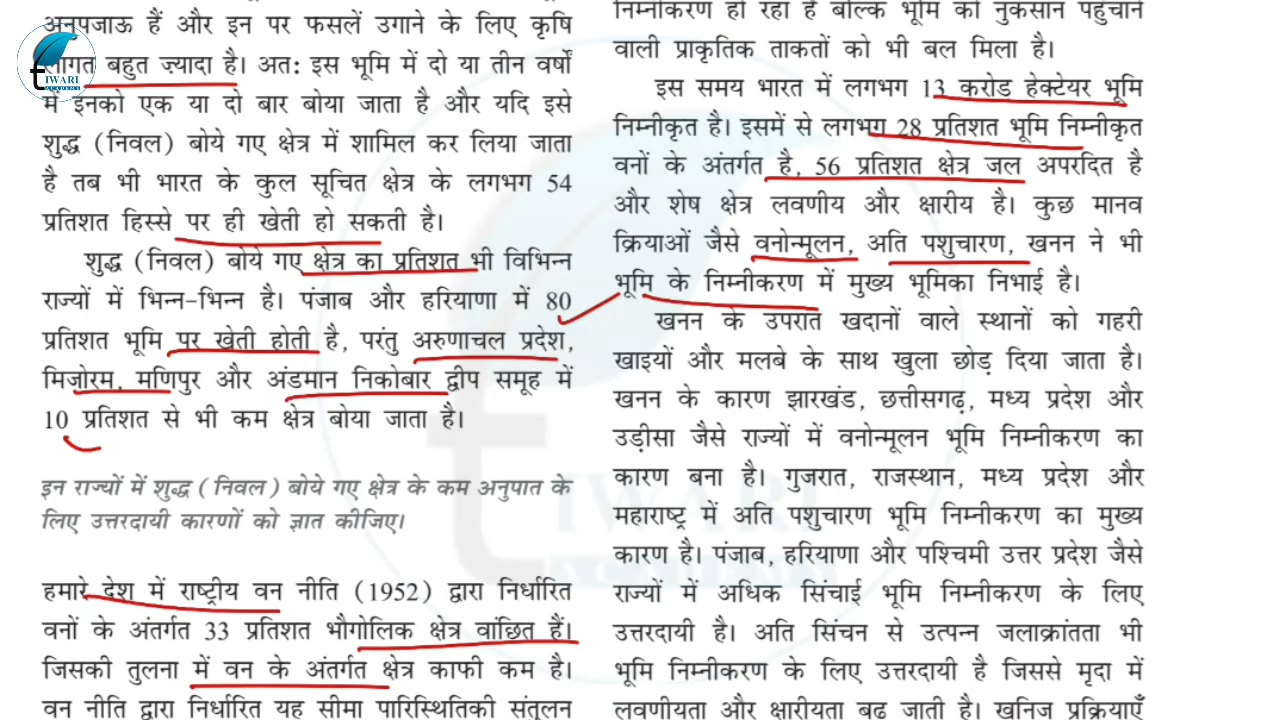 अनुपजाऊ हैं और इन पर फसलें उगाने के लिए कृषि
लागत बहुत ज़्यादा है। अत: इस भूमि में दो या तीन वर्षों
में इनको एक या दो बार बोया जाता है और यदि इसे
शुद्ध (निवल) बोये गए क्षेत्र में शामिल कर लिया जाता
है तब भी भारत के कुल सूचित क्षेत्र के लगभग 54
प्रतिशत हिस्से पर ही खेती हो सकती है।
शुद्ध (निवल) बोये गए क्षेत्र का प्रतिशत भी विभिन्न
राज्यों में भिन्न-भिन्न है। पंजाब और हरियाणा में 80
प्रतिशत भूमि पर खेती होती है, परंतु अरुणाचल प्रदेश,
मिजोरम, मणिपुर और अंडमान निकोबार द्वीप समूह में
10 प्रतिशत से भी कम क्षेत्र बोया जाता है।
इन राज्यों में शुद्ध (निवल) बोये गए क्षेत्र के कम अनुपात के
लिए उत्तरदायी कारणों को ज्ञात कीजिए।
हमारे देश में राष्ट्रीय वन नीति (1952) द्वारा निर्धारित
वनों के अंतर्गत 33 प्रतिशत भौगोलिक क्षेत्र वांछित हैं।
जिसकी तुलना में वन के अंतर्गत क्षेत्र काफी कम है।
वन नीति द्वारा निर्धारित यह सीमा पारिस्थितिकी संतुलन
निम्नीकरण हो रहा है बल्कि भूमि को नुकसान पहुंचाने
वाली प्राकृतिक ताकतों को भी बल मिला है।
इस समय भारत में लगभग 13 करोड हेक्टेयर भूमि
निम्नीकृत है। इसमें से लगभग 28 प्रतिशत भूमि निम्नीकृत
वनों के अंतर्गत है, 56 प्रतिशत क्षेत्र जल अपरदित है
और शेष क्षेत्र लवणीय और क्षारीय है। कुछ मानव
क्रियाओं जैसे वनोन्मूलन, अति पशुचारण, खनन ने भी
भूमि के निम्नीकरण में मुख्य भूमिका निभाई है।
खनन के उपरांत खदानों वाले स्थानों को गहरी
खाइयों और मलबे के साथ खुला छोड़ दिया जाता है।
खनन के कारण झारखंड, छत्तीसगढ़, मध्य प्रदेश और
उड़ीसा जैसे राज्यों में वनोन्मूलन भूमि निम्नीकरण का
कारण बना है। गुजरात, राजस्थान, मध्य प्रदेश और
महाराष्ट्र में अति पशुचारण भूमि निम्नीकरण का मुख्य
कारण है। पंजाब, हरियाणा और पश्चिमी उत्तर प्रदेश जैसे
राज्यों में अधिक सिंचाई भूमि निम्नीकरण के लिए
उत्तरदायी है। अति सिंचन से उत्पन्न जलाक्रांतता भी
भूमि निम्नीकरण के लिए उत्तरदायी है जिससे मृदा में
लवणीयता और क्षारीयता बढ़ जाती है। खनिज प्रक्रियाएँ
TIWARI
ACADEMY